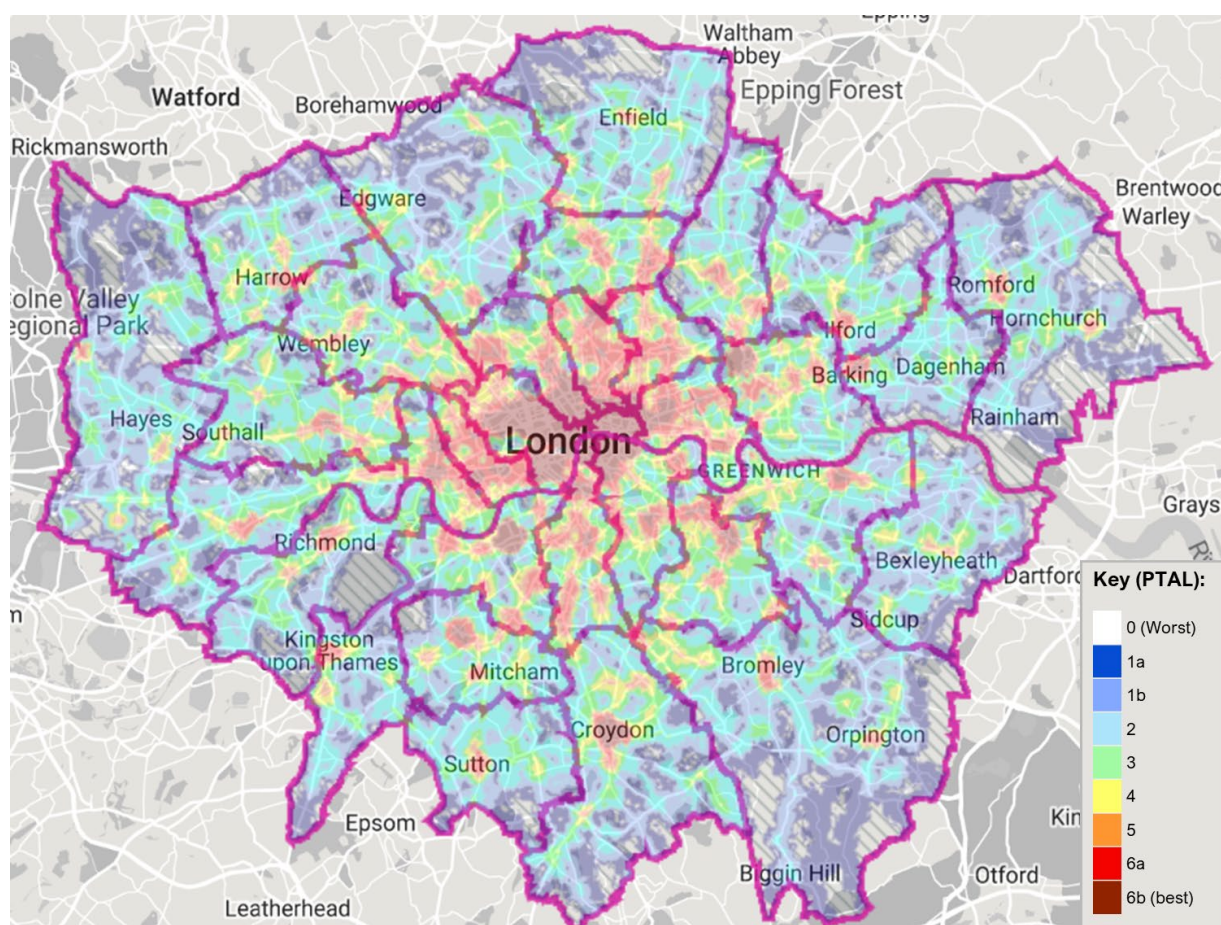 Epping
Waltham
Abbey
Watford
Borehamwood
Epping Forest
Enfield
Rickmansworth
Brentwood
Warley
Edgware
Harrow
Romford
olne Valley
egional Park
Hornchurch
Ilford
Wembley
Dagenham
Barking
Hayes
Southall
Rainham
London
GREENWICH
Grays
Richmond
Bexleyheath
Dartford
Ri
m
Sidcup
Kingston
upon Thames
Mitcham
Bromley
Croydon
Orpington
Sutton
Epsom
Kin
Biggin Hill
Otford
Leatherhead
Key (PTAL):
0 (Worst)
1a
1b
2
3
4
5
6a
6b (best)